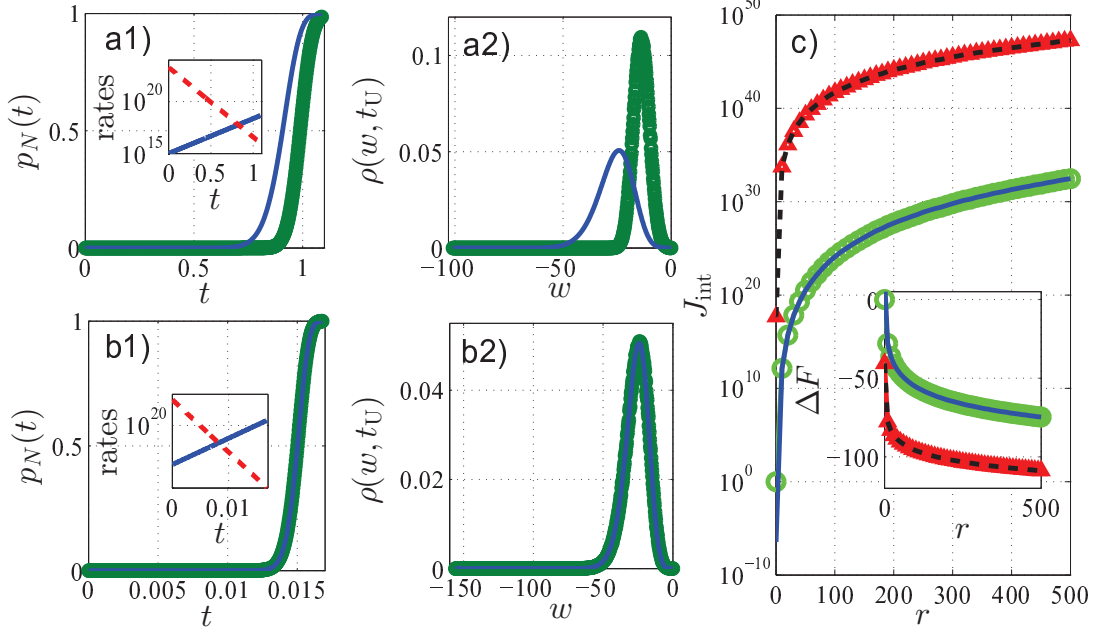 a1)
1
0.5
0
p_N(t)
0
0.5
1
t
rates
10^20
10^15
0
0.5
1
t
a2)
0.1
0.05
0
ρ(w, t_U)
−100
−50
0
w
b1)
1
0.5
0
p_N(t)
0
0.005
0.01
0.015
t
rates
10^20
0
0.01
t
b2)
0.04
0.02
0
ρ(w, t_U)
−150
−100
−50
0
w
c)
10^50
10^40
10^30
10^20
10^10
10^0
10^−10
J_int
0
100
200
300
400
500
r
ΔF
0
−50
−100
0
500
r